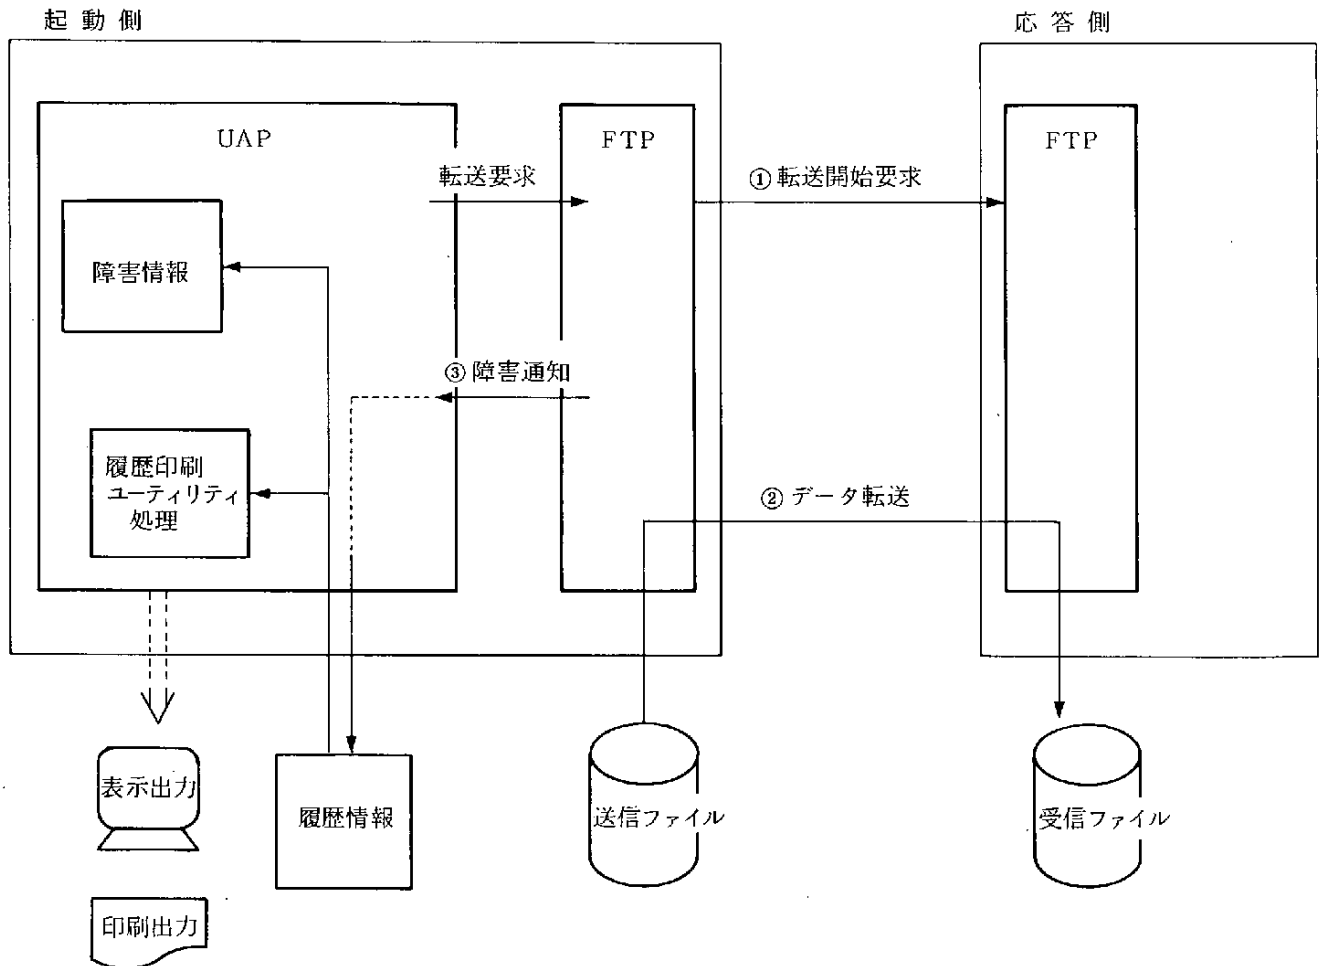 起動側
応答側
UAP
FTP
FTP
転送要求
①転送開始要求
障害情報
③障害通知
履歴印刷
ユーティリティ
処理
②データ転送
表示出力
履歴情報
送信ファイル
受信ファイル
印刷出力